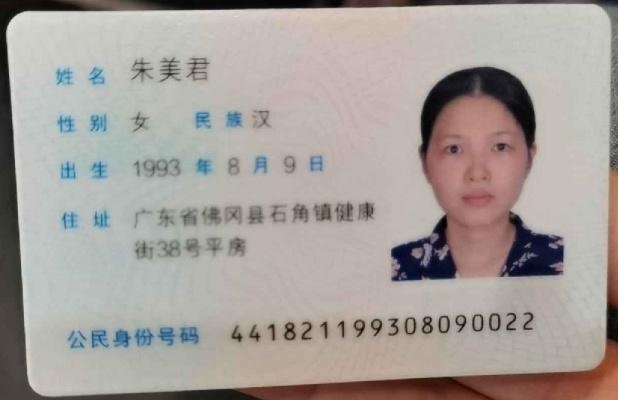 姓名 朱美君
性别 女 民族 汉
出生 1993 年 8 月 9 日
住址 广东省佛冈县石角镇健康
街38号平房
公民身份号码 441821199308090022